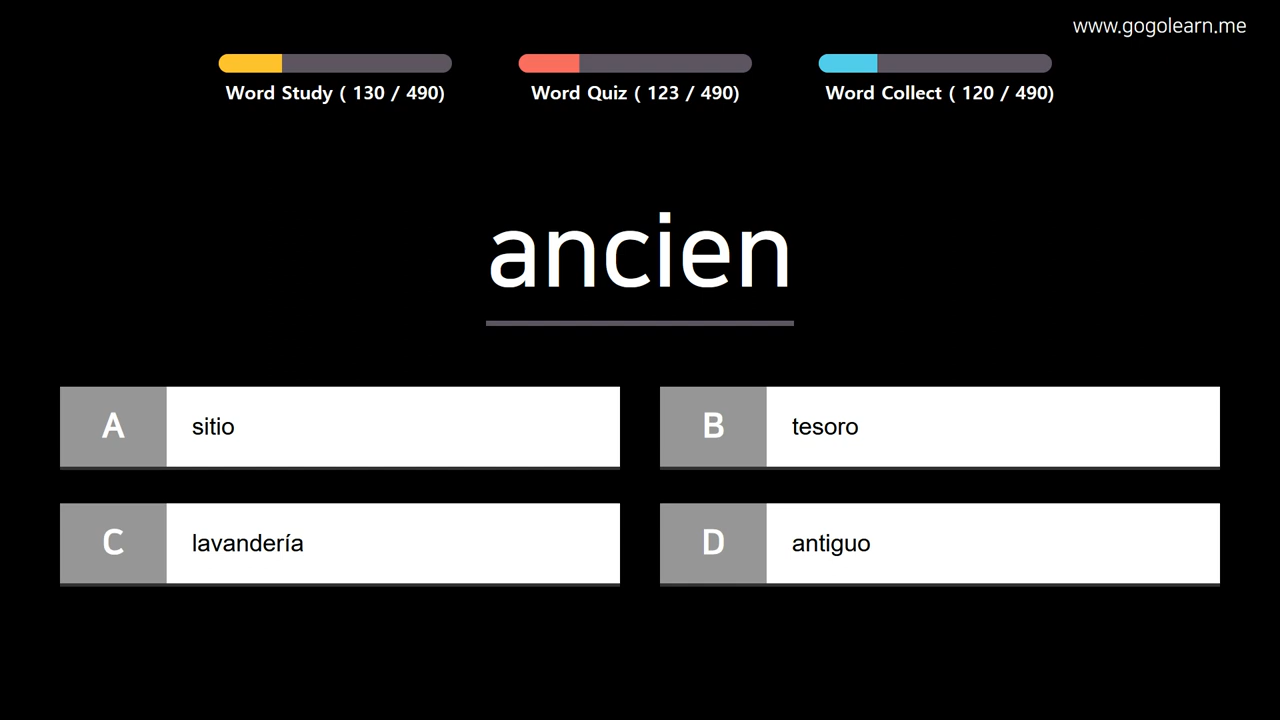 www.gogolearn.me
Word Study ( 130 / 490)
Word Quiz ( 123 / 490)
Word Collect ( 120 / 490)
ancien
A sitio
B tesoro
C lavandería
D antiguo